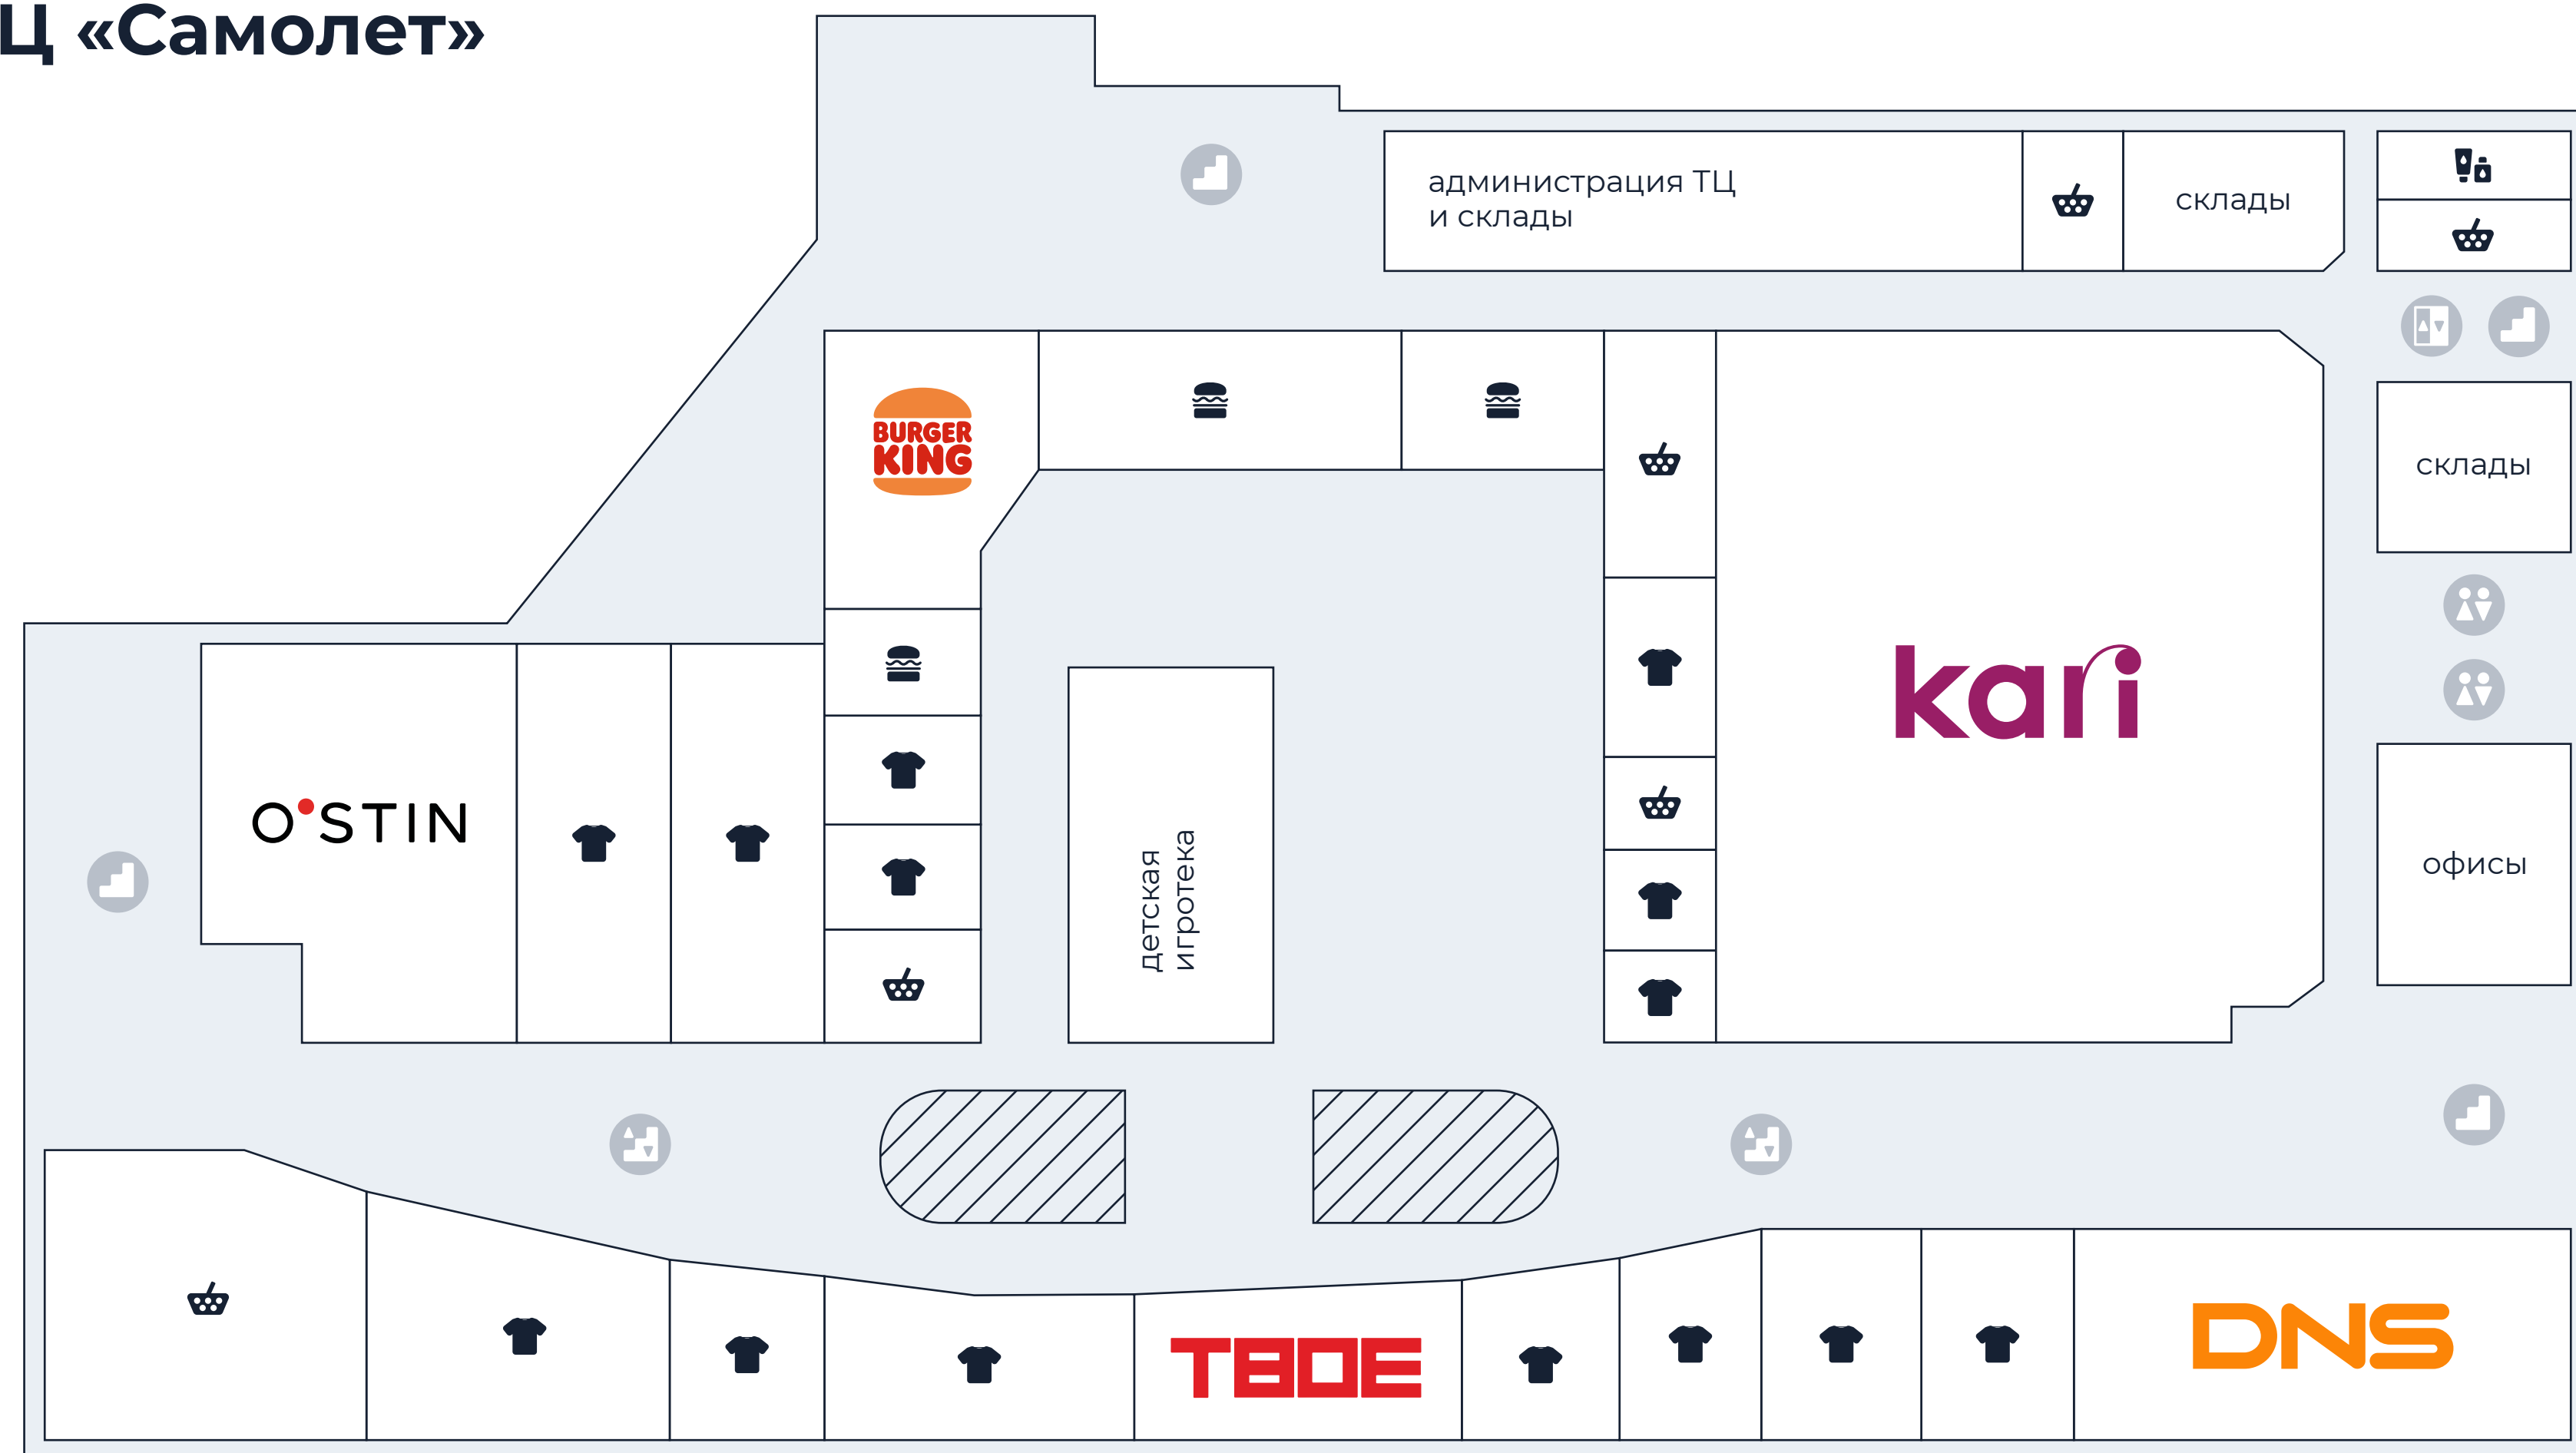 Ц «Самолет»
администрация ТЦ
и склады
склады
BURGER
KING
склады
kari
O'STIN
детская
игротека
офисы
ТВОЕ
DNS